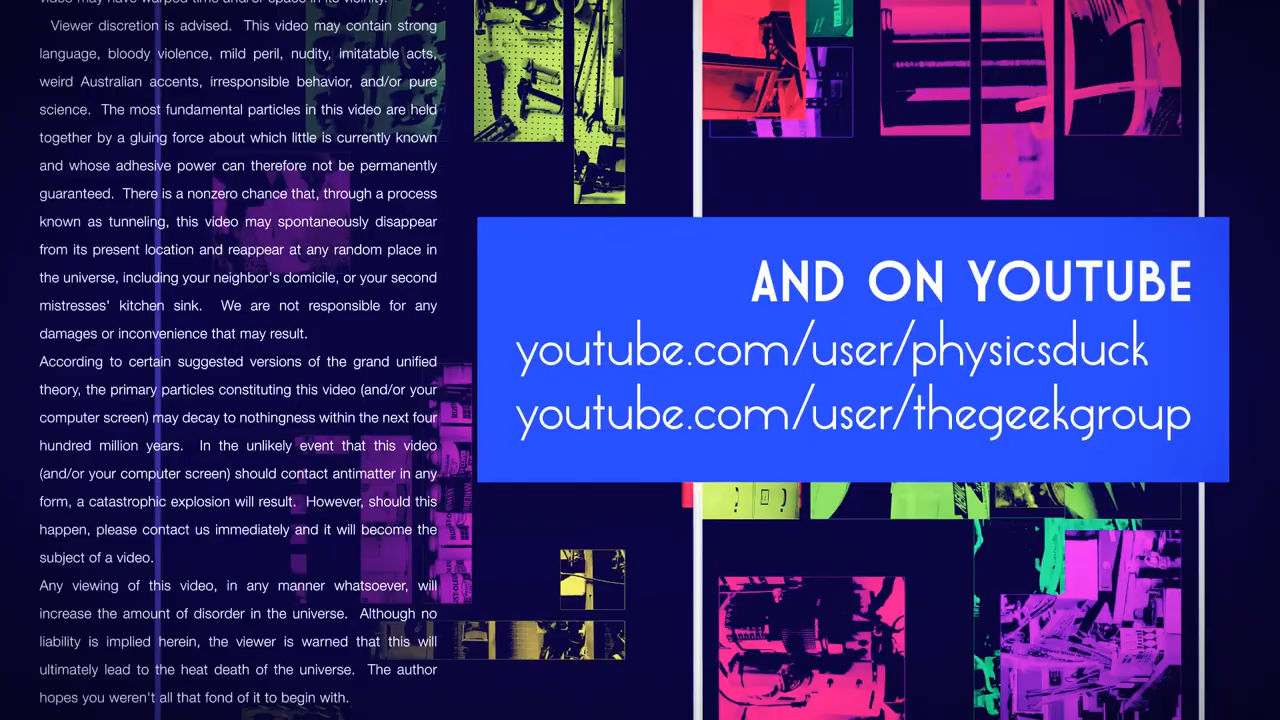 video may have warped time and/or space in its vicinity.
Viewer discretion is advised. This video may contain strong
language, bloody violence, mild peril, nudity, imitatable acts,
weird Australian accents, irresponsible behavior, and/or pure
science. The most fundamental particles in this video are held
together by a gluing force about which little is currently known
and whose adhesive power can therefore not be permanently
guaranteed. There is a nonzero chance that, through a process
known as tunneling, this video may spontaneously disappear
from its present location and reappear at any random place in
the universe, including your neighbor's domicile, or your second
mistresses' kitchen sink. We are not responsible for any
damages or inconvenience that may result.
According to certain suggested versions of the grand unified
theory, the primary particles constituting this video (and/or your
computer screen) may decay to nothingness within the next four
hundred million years. In the unlikely event that this video
(and/or your computer screen) should contact antimatter in any
form, a catastrophic explosion will result. However, should this
happen, please contact us immediately and it will become the
subject of a video.
Any viewing of this video, in any manner whatsoever, will
increase the amount of disorder in the universe. Although no
liability is implied herein, the viewer is warned that this will
ultimately lead to the heat death of the universe. The author
hopes you weren't all that fond of it to begin with.
AND ON YOUTUBE
youtube.com/user/physicsduck
youtube.com/user/thegeekgroup